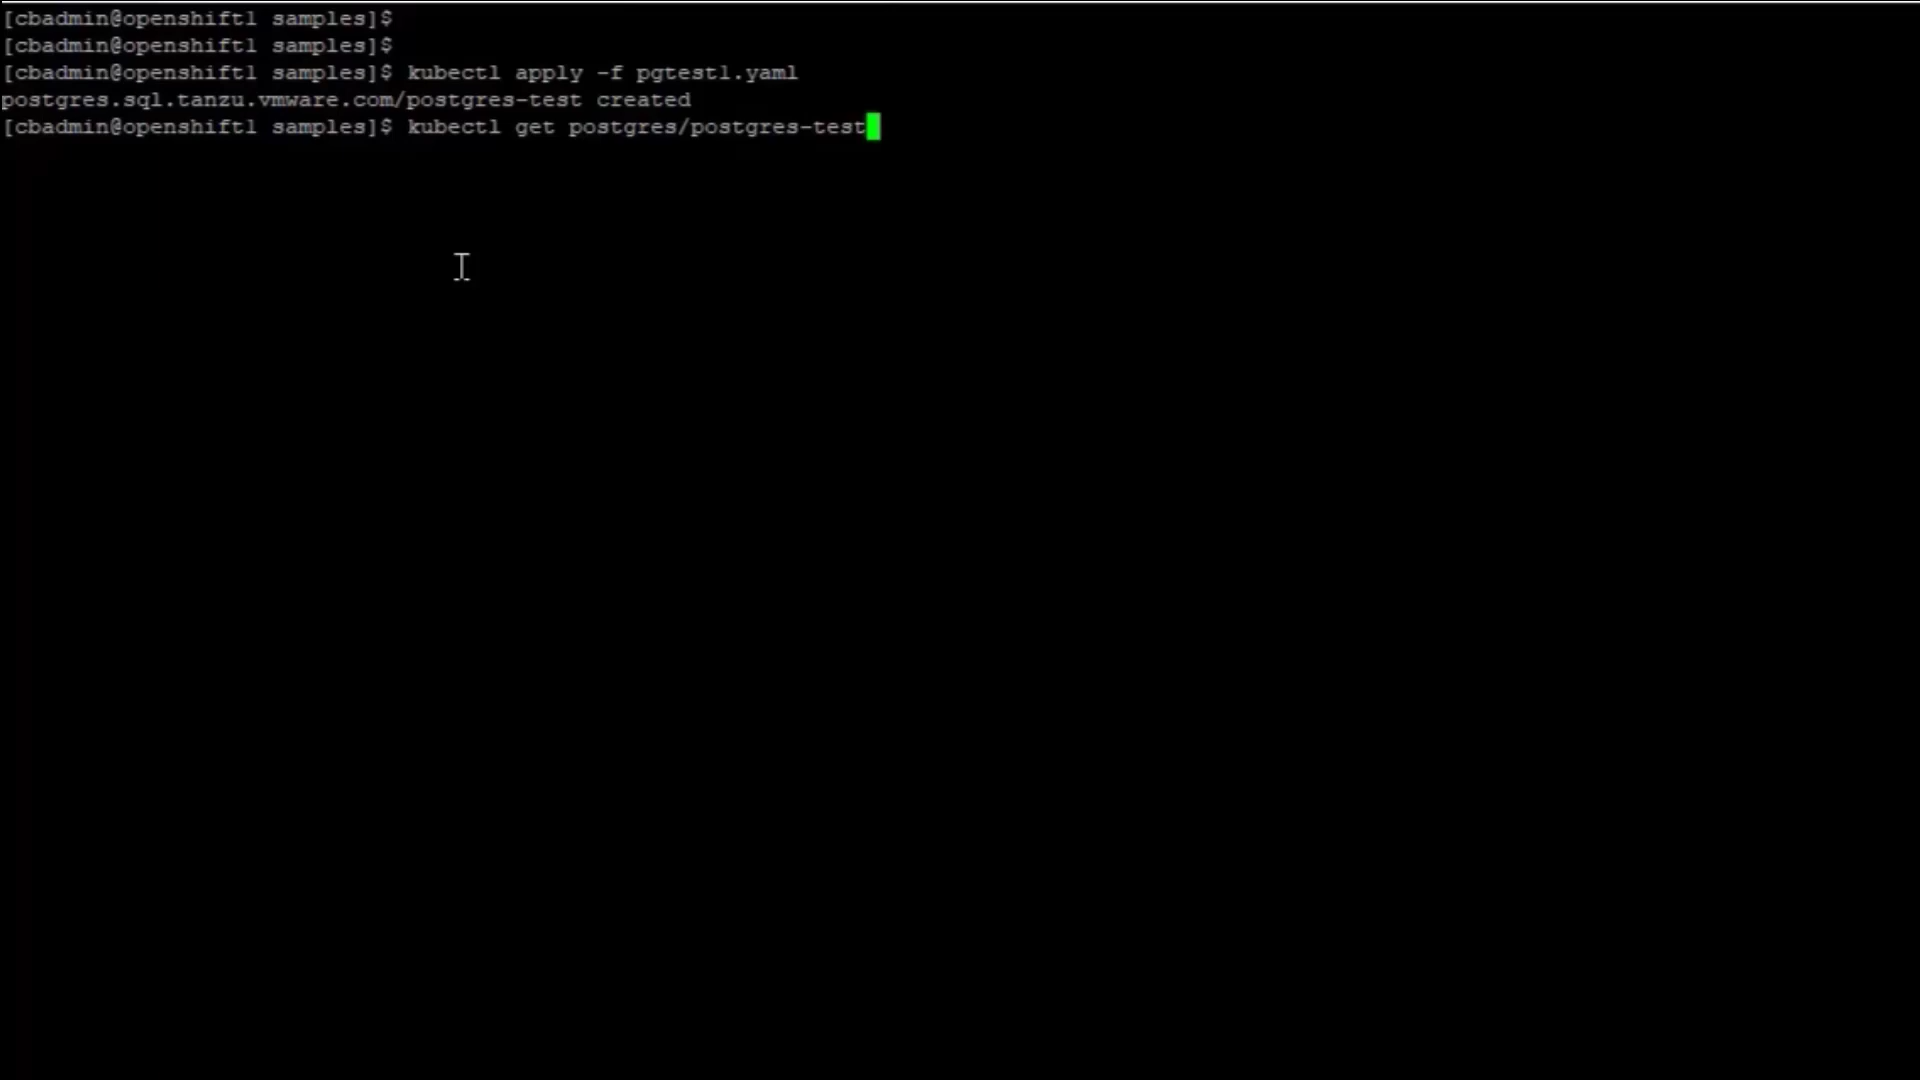 [cbadmin@openshift1 samples]$
[cbadmin@openshift1 samples]$
[cbadmin@openshift1 samples]$ kubectl apply -f pgtest1.yaml
postgres.sql.tanzu.vmware.com/postgres-test created
[cbadmin@openshift1 samples]$ kubectl get postgres/postgres-test